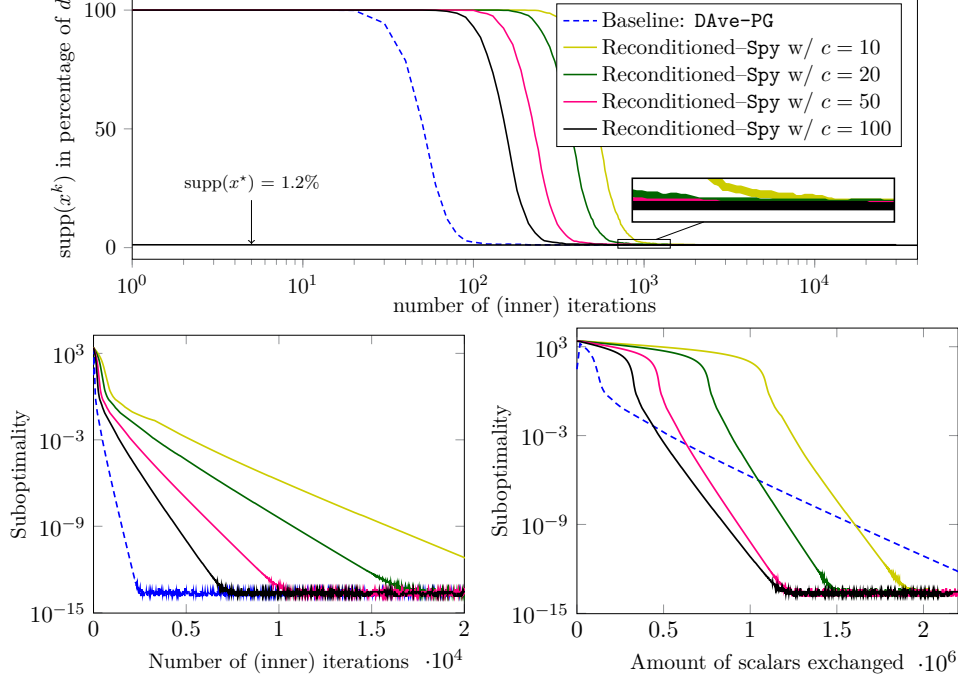 supp(x^k) in percentage of d
100
50
0
supp(x⋆) = 1.2%
Baseline: DAve-PG
Reconditioned–Spy w/ c = 10
Reconditioned–Spy w/ c = 20
Reconditioned–Spy w/ c = 50
Reconditioned–Spy w/ c = 100
10^0 10^1 10^2 10^3 10^4
number of (inner) iterations
Suboptimality
10^3
10^−3
10^−9
10^−15
0 0.5 1 1.5 2
Number of (inner) iterations ·10^4
Suboptimality
10^3
10^−3
10^−9
10^−15
0 0.5 1 1.5 2
Amount of scalars exchanged ·10^6